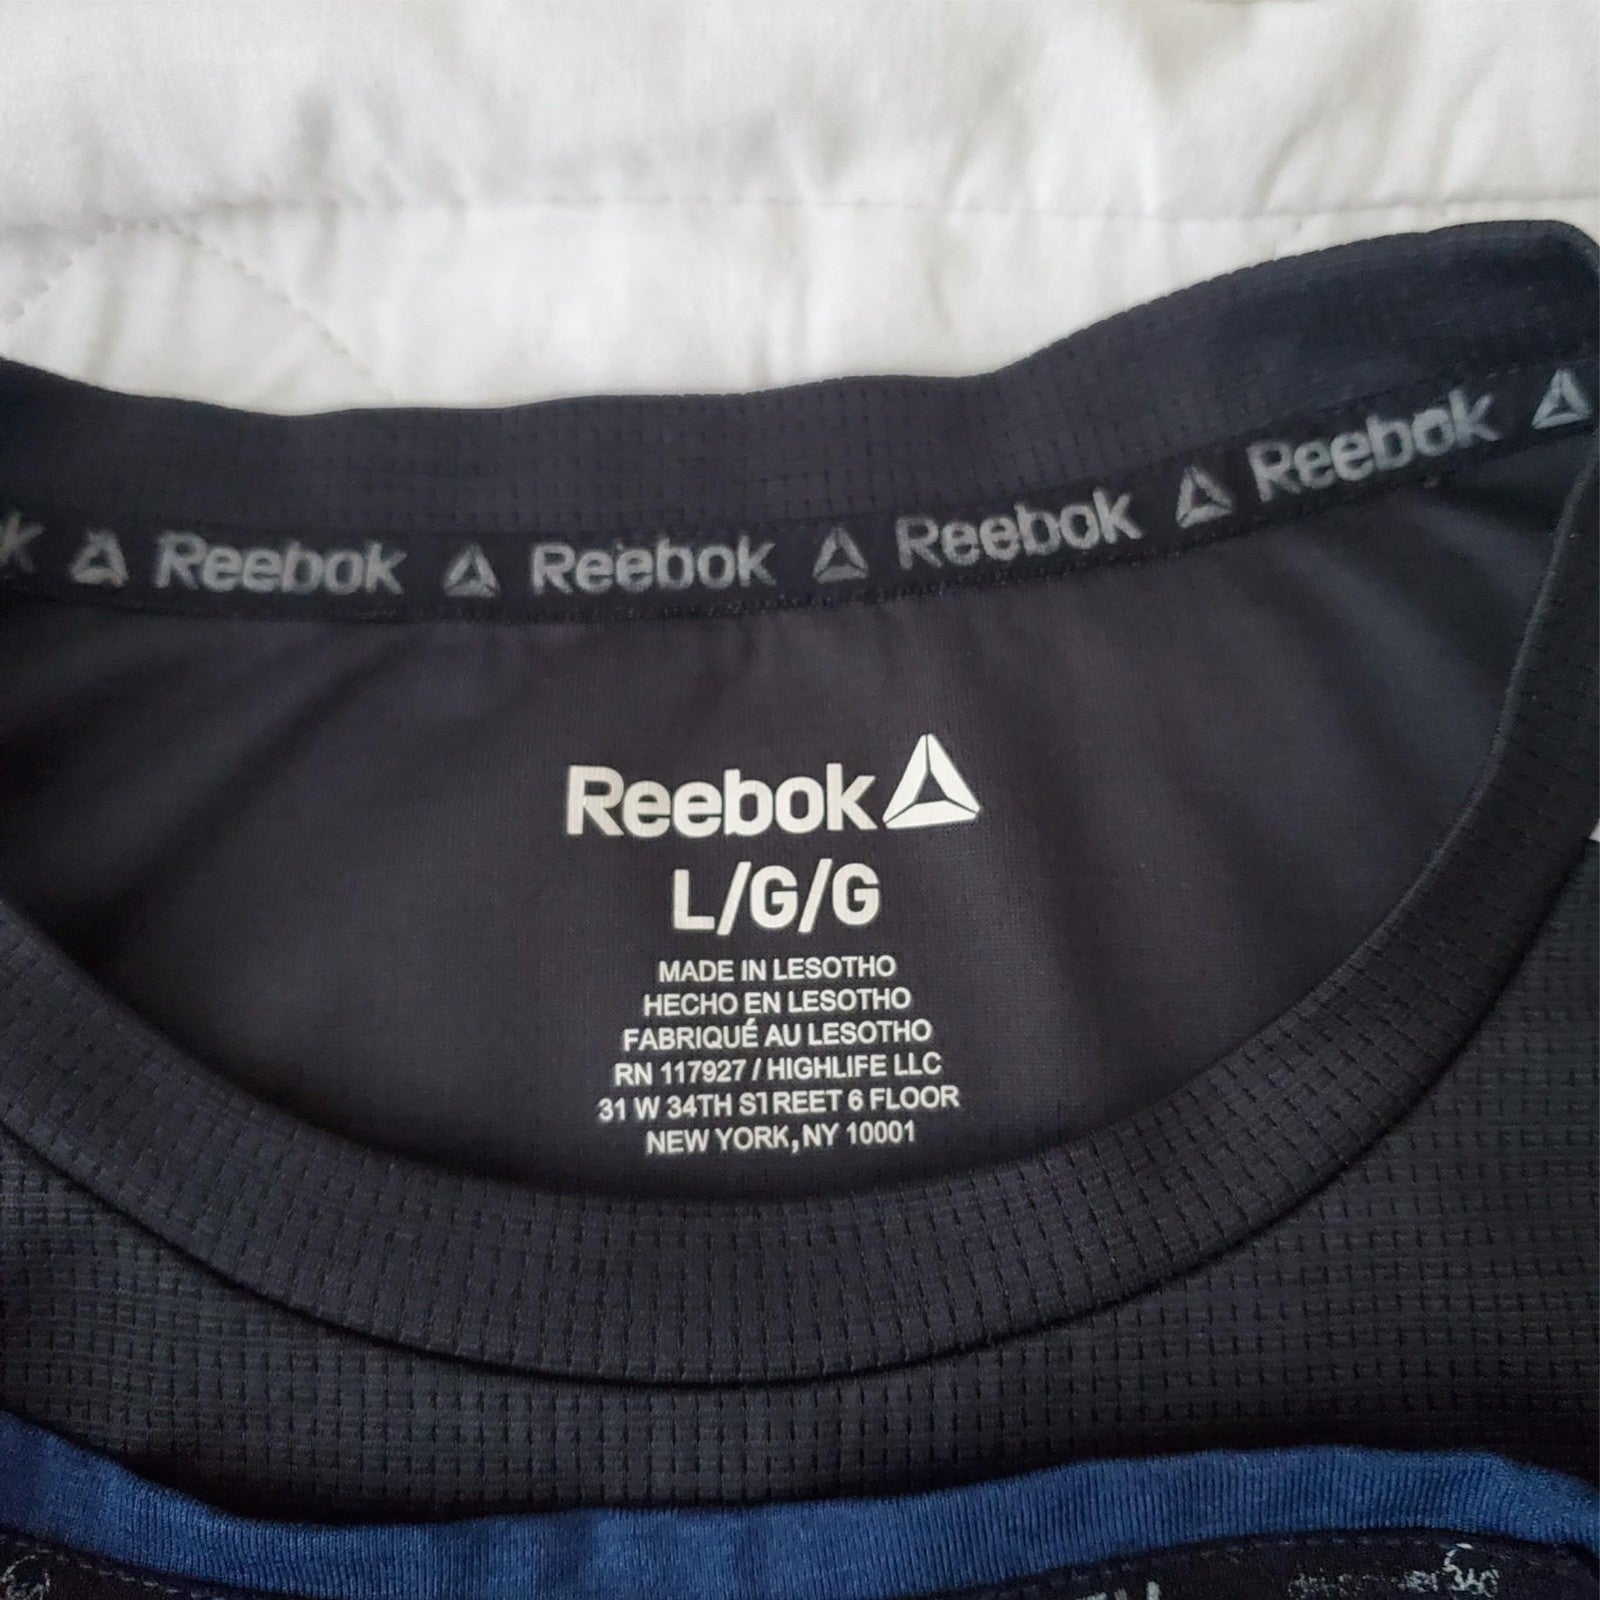 k Reebok Reebok Reebok Reebok
Reebok
L/G/G
MADE IN LESOTHO
HECHO EN LESOTHO
FABRIQUÉ AU LESOTHO
RN 117927 / HIGHLIFE LLC
31 W 34TH STREET 6 FLOOR
NEW YORK, NY 10001